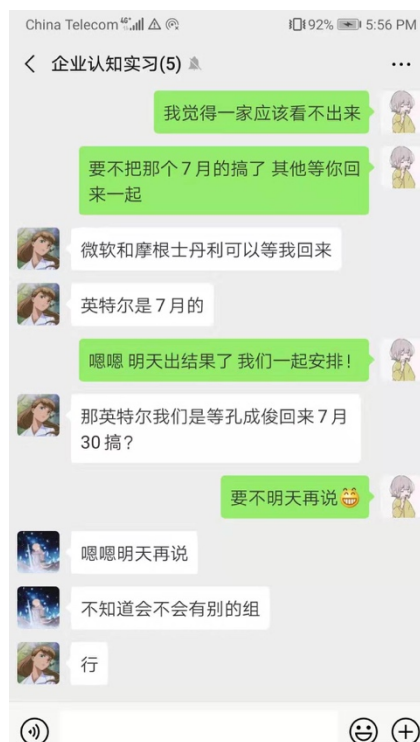 China Telecom 4G 92% 5:56 PM
企业认知实习(5)
我觉得一家应该看不出来
要不把那个7月的搞了 其他等你回
来一起
微软和摩根士丹利可以等我回来
英特尔是7月的
嗯嗯 明天出结果了 我们一起安排！
那英特尔我们是等孔成俊回来7月
30搞？
要不明天再说😁
嗯嗯明天再说
不知道会不会有别的组
行